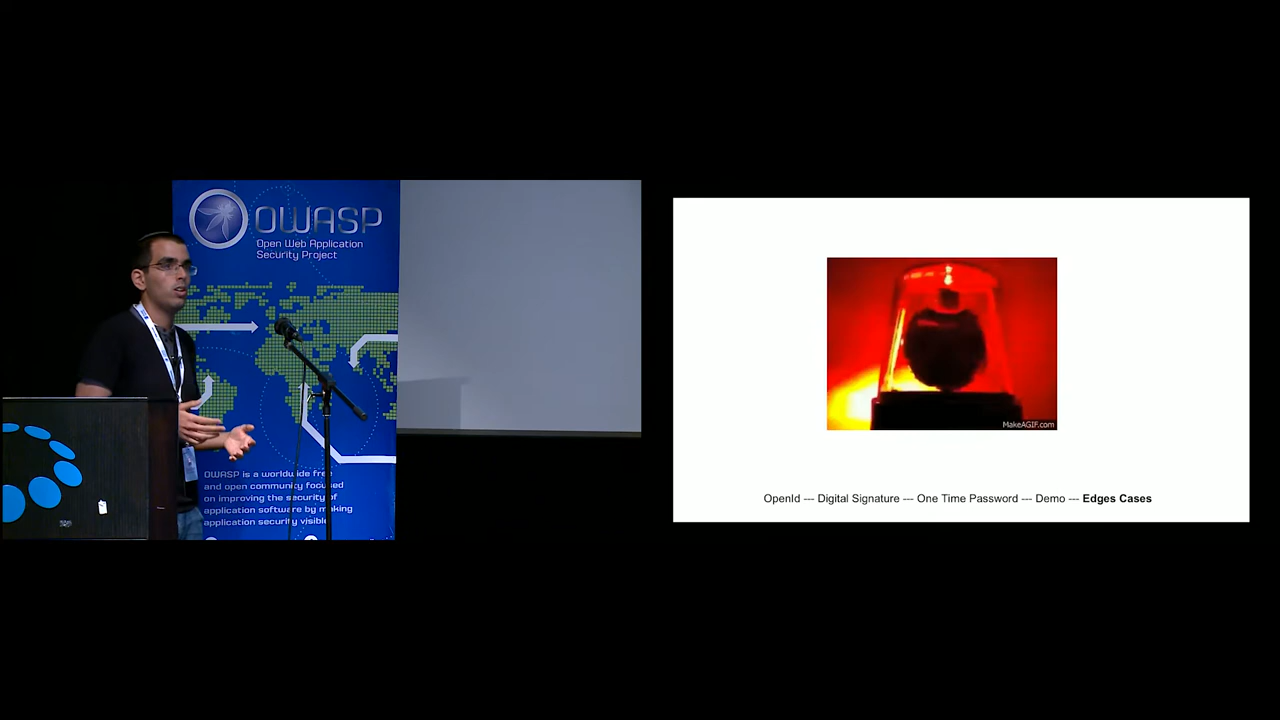 OWASP
Open Web Application
Security Project
OWASP is a worldwide free
and open community focused
on improving the security of
application software by making
application security visible
MakeAGIF.com
OpenId --- Digital Signature --- One Time Password --- Demo --- Edges Cases